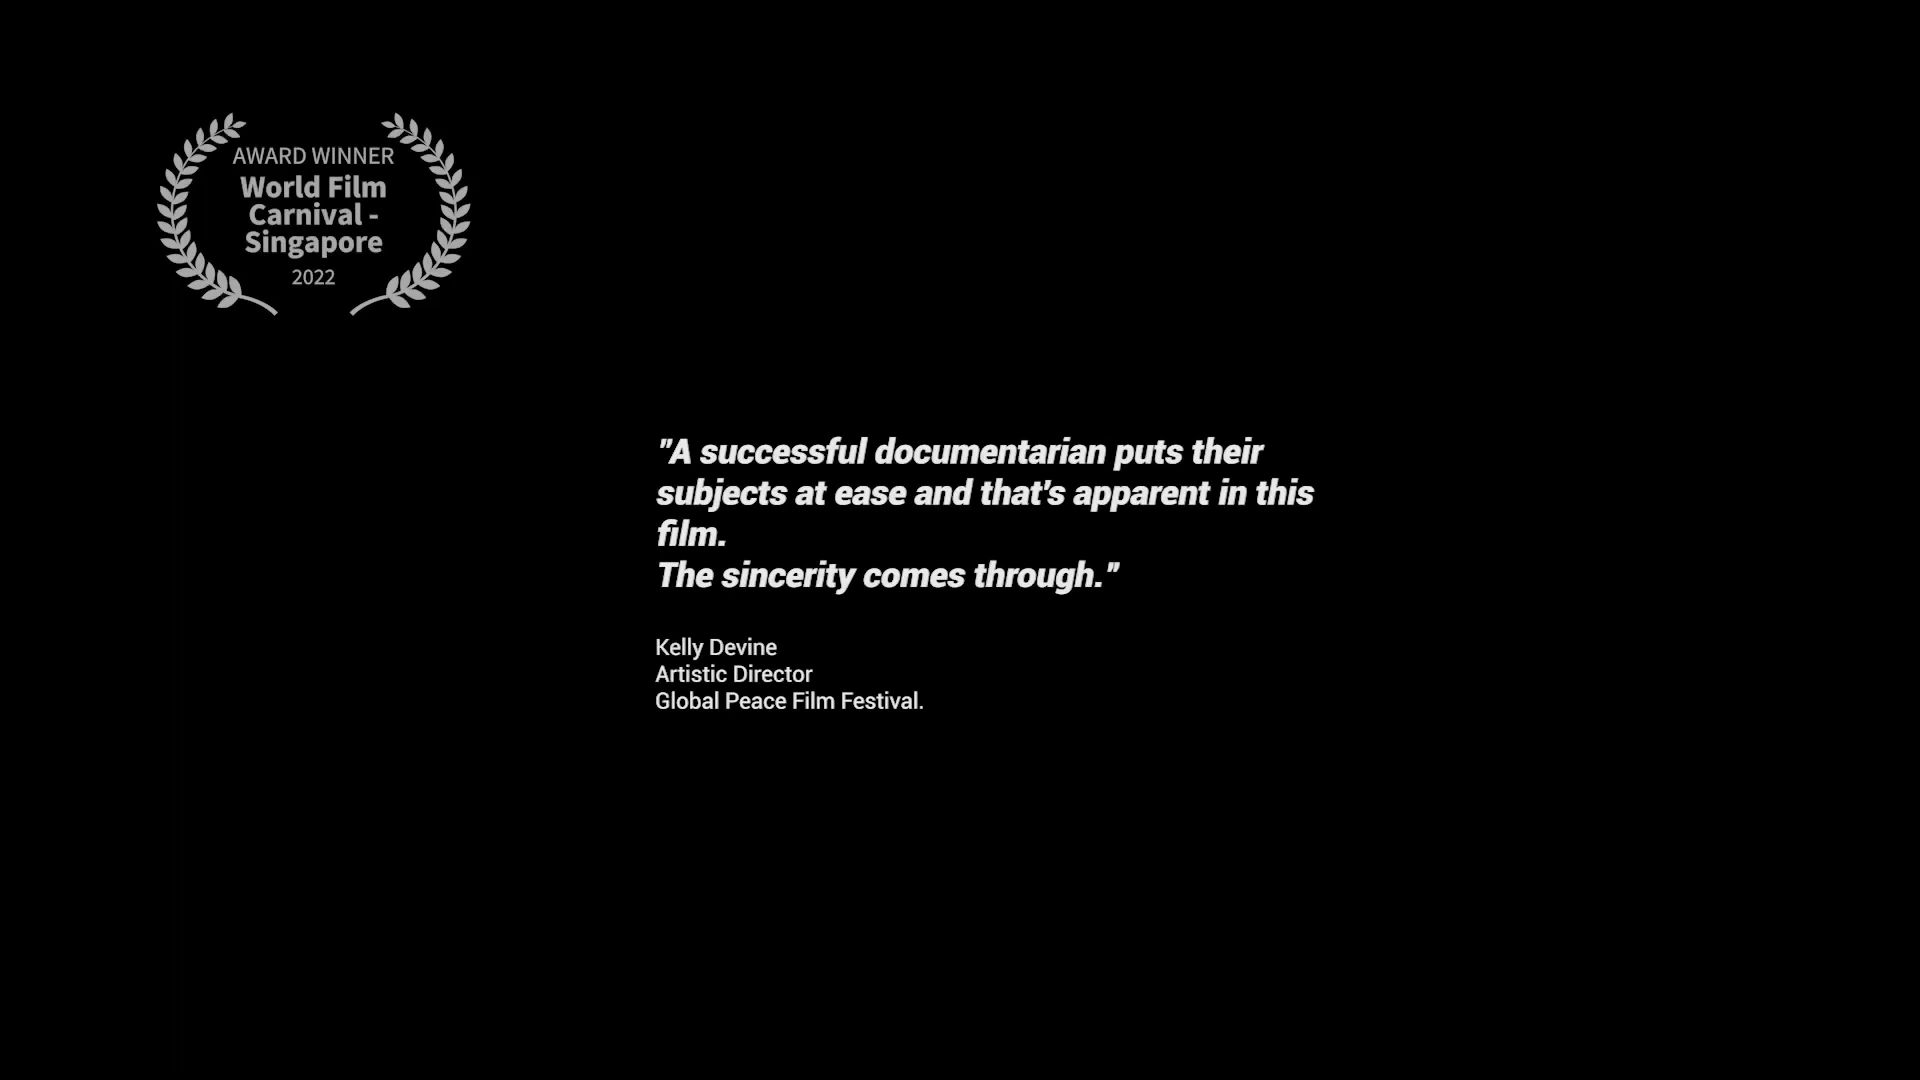 AWARD WINNER
World Film
Carnival -
Singapore
2022
"A successful documentarian puts their
subjects at ease and that's apparent in this
film.
The sincerity comes through."
Kelly Devine
Artistic Director
Global Peace Film Festival.